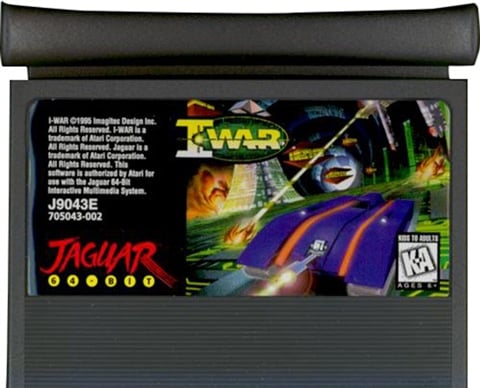 I-WAR ©1995 Imagitec Design Inc.
All Rights Reserved. I-WAR is a
trademark of Atari Corporation.
All Rights Reserved. Jaguar is a
trademark of Atari Corporation.
All Rights Reserved. This
software is authorized by Atari for
use with the Jaguar 64-Bit
Interactive Multimedia System.
J9043E
705043-002
I-WAR
JAGUAR
64-BIT
KIDS TO ADULTS
K-A
AGES 6+